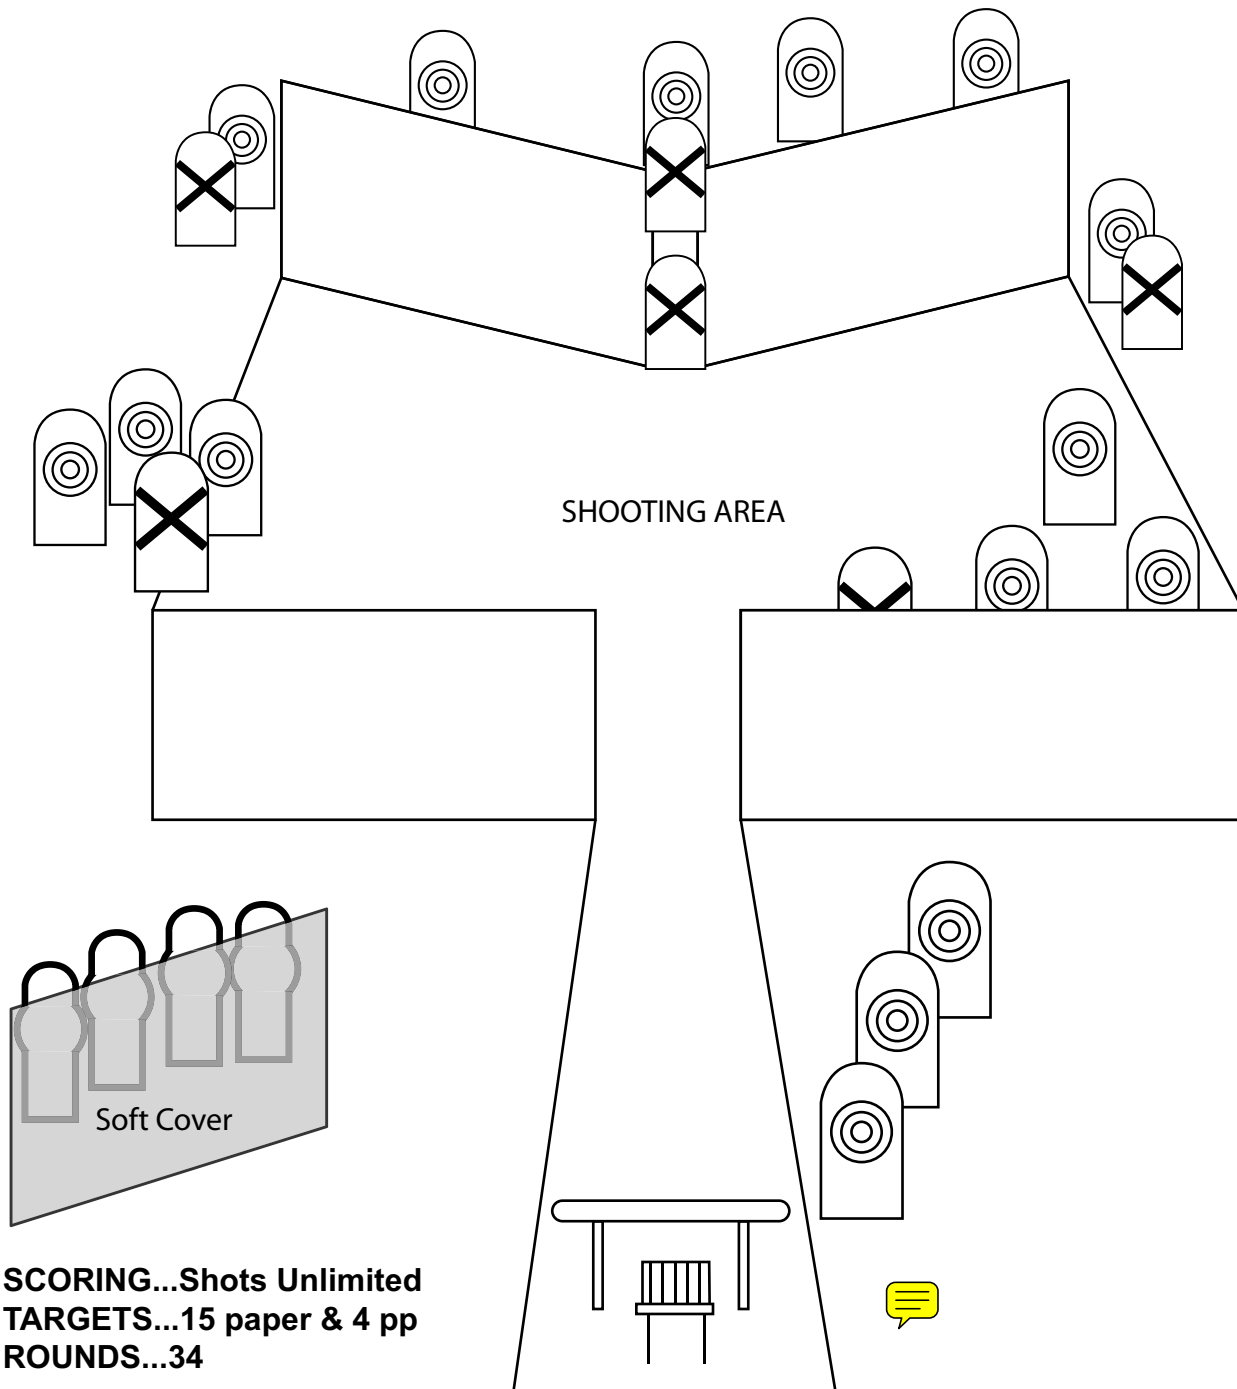 SHOOTING AREA
Soft Cover
SCORING...Shots Unlimited
TARGETS...15 paper & 4 pp
ROUNDS...34